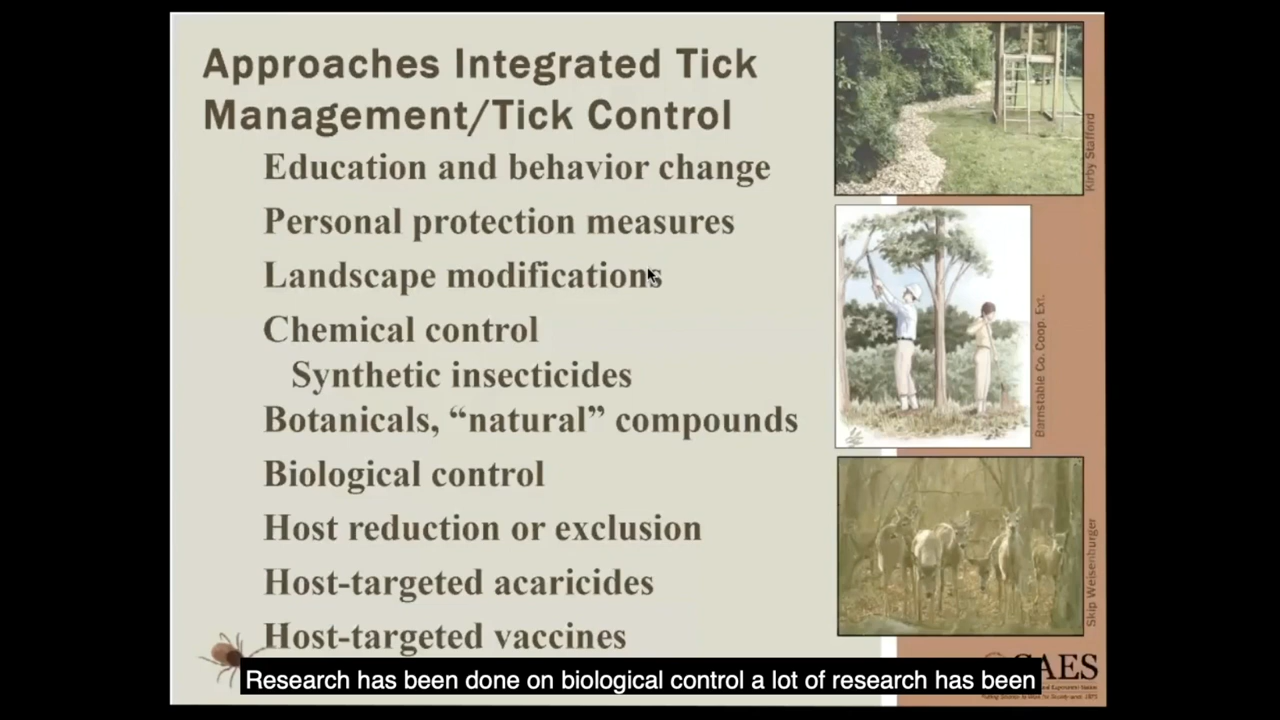 Approaches Integrated Tick
Management/Tick Control
Education and behavior change
Personal protection measures
Landscape modifications
Chemical control
Synthetic insecticides
Botanicals, “natural” compounds
Biological control
Host reduction or exclusion
Host-targeted acaricides
Host-targeted vaccines
Kirby Stafford
Barnstable Co. Coop. Ext.
Skip Weisenburger
Research has been done on biological control a lot of research has been